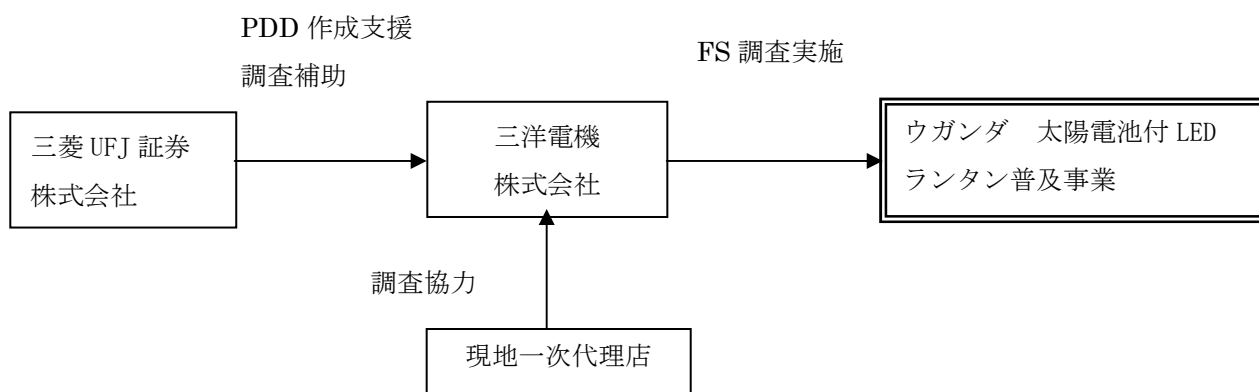 PDD 作成支援
調査補助
FS 調査実施
三菱 UFJ 証券
株式会社
三洋電機
株式会社
ウガンダ　太陽電池付 LED
ランタン普及事業
調査協力
現地一次代理店